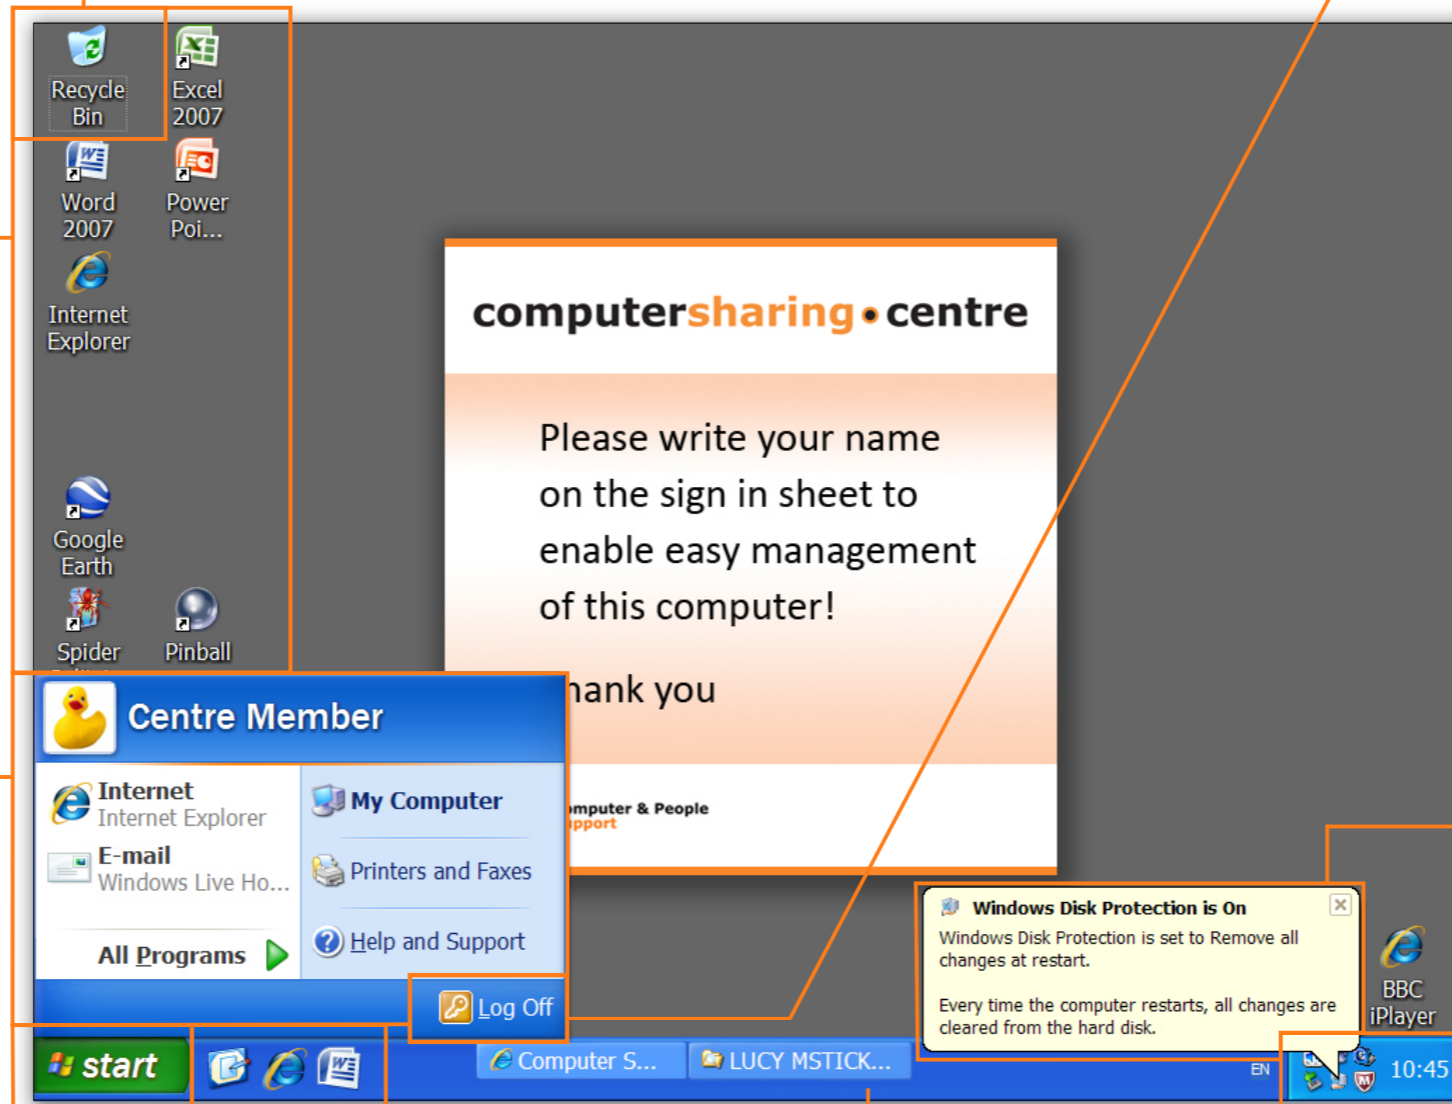 Recycle
Bin
Excel
2007
Word
2007
Power
Poi...
Internet
Explorer
Google
Earth
Spider
Pinball
computersharing•centre
Please write your name
on the sign in sheet to
enable easy management
of this computer!
hank you
mputer & People
pport
Centre Member
Internet
Internet Explorer
E-mail
Windows Live Ho...
All Programs
My Computer
Printers and Faxes
Help and Support
Log Off
Windows Disk Protection is On
Windows Disk Protection is set to Remove all
changes at restart.
Every time the computer restarts, all changes are
cleared from the hard disk.
BBC
iPlayer
start
Computer S...
LUCY MSTICK...
EN
10:45